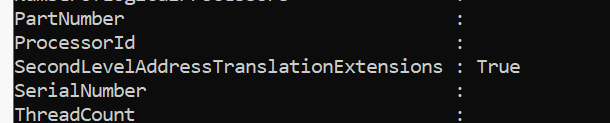 PartNumber :
ProcessorId :
SecondLevelAddressTranslationExtensions : True
SerialNumber :
ThreadCount :